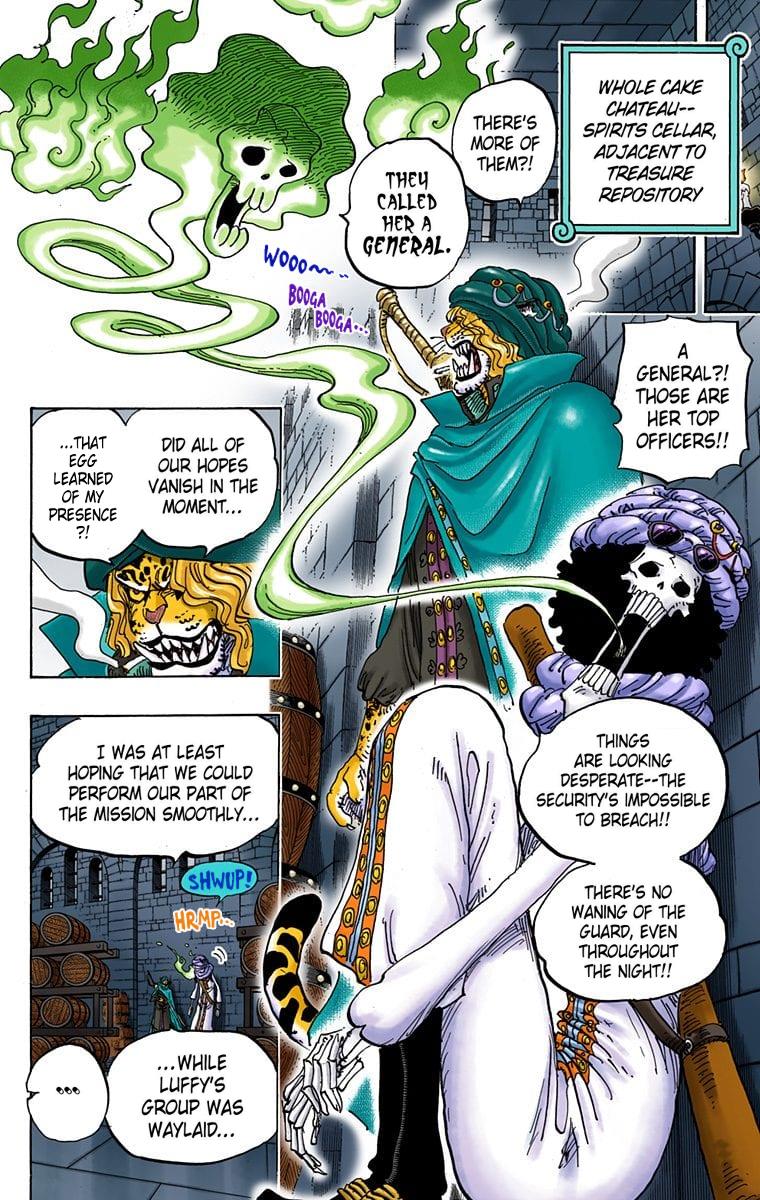 WHOLE CAKE
CHATEAU--
SPIRITS CELLAR,
ADJACENT TO
TREASURE
REPOSITORY
THERE'S
MORE OF
THEM?!
THEY
CALLED
HER A
GENERAL.
WOOO~~..
BOOGA
BOOGA...
A
GENERAL?!
THOSE ARE
HER TOP
OFFICERS!!
DID ALL OF
OUR HOPES
VANISH IN THE
MOMENT...
...THAT
EGG
LEARNED
OF MY
PRESENCE
?!
THINGS
ARE LOOKING
DESPERATE--THE
SECURITY'S IMPOSSIBLE
TO BREACH!!
THERE'S NO
WANING OF THE
GUARD, EVEN
THROUGHOUT
THE NIGHT!!
I WAS AT LEAST
HOPING THAT WE COULD
PERFORM OUR PART OF
THE MISSION SMOOTHLY...
SHWUP!
HRMP...
...WHILE
LUFFY'S
GROUP WAS
WAYLAID...
...